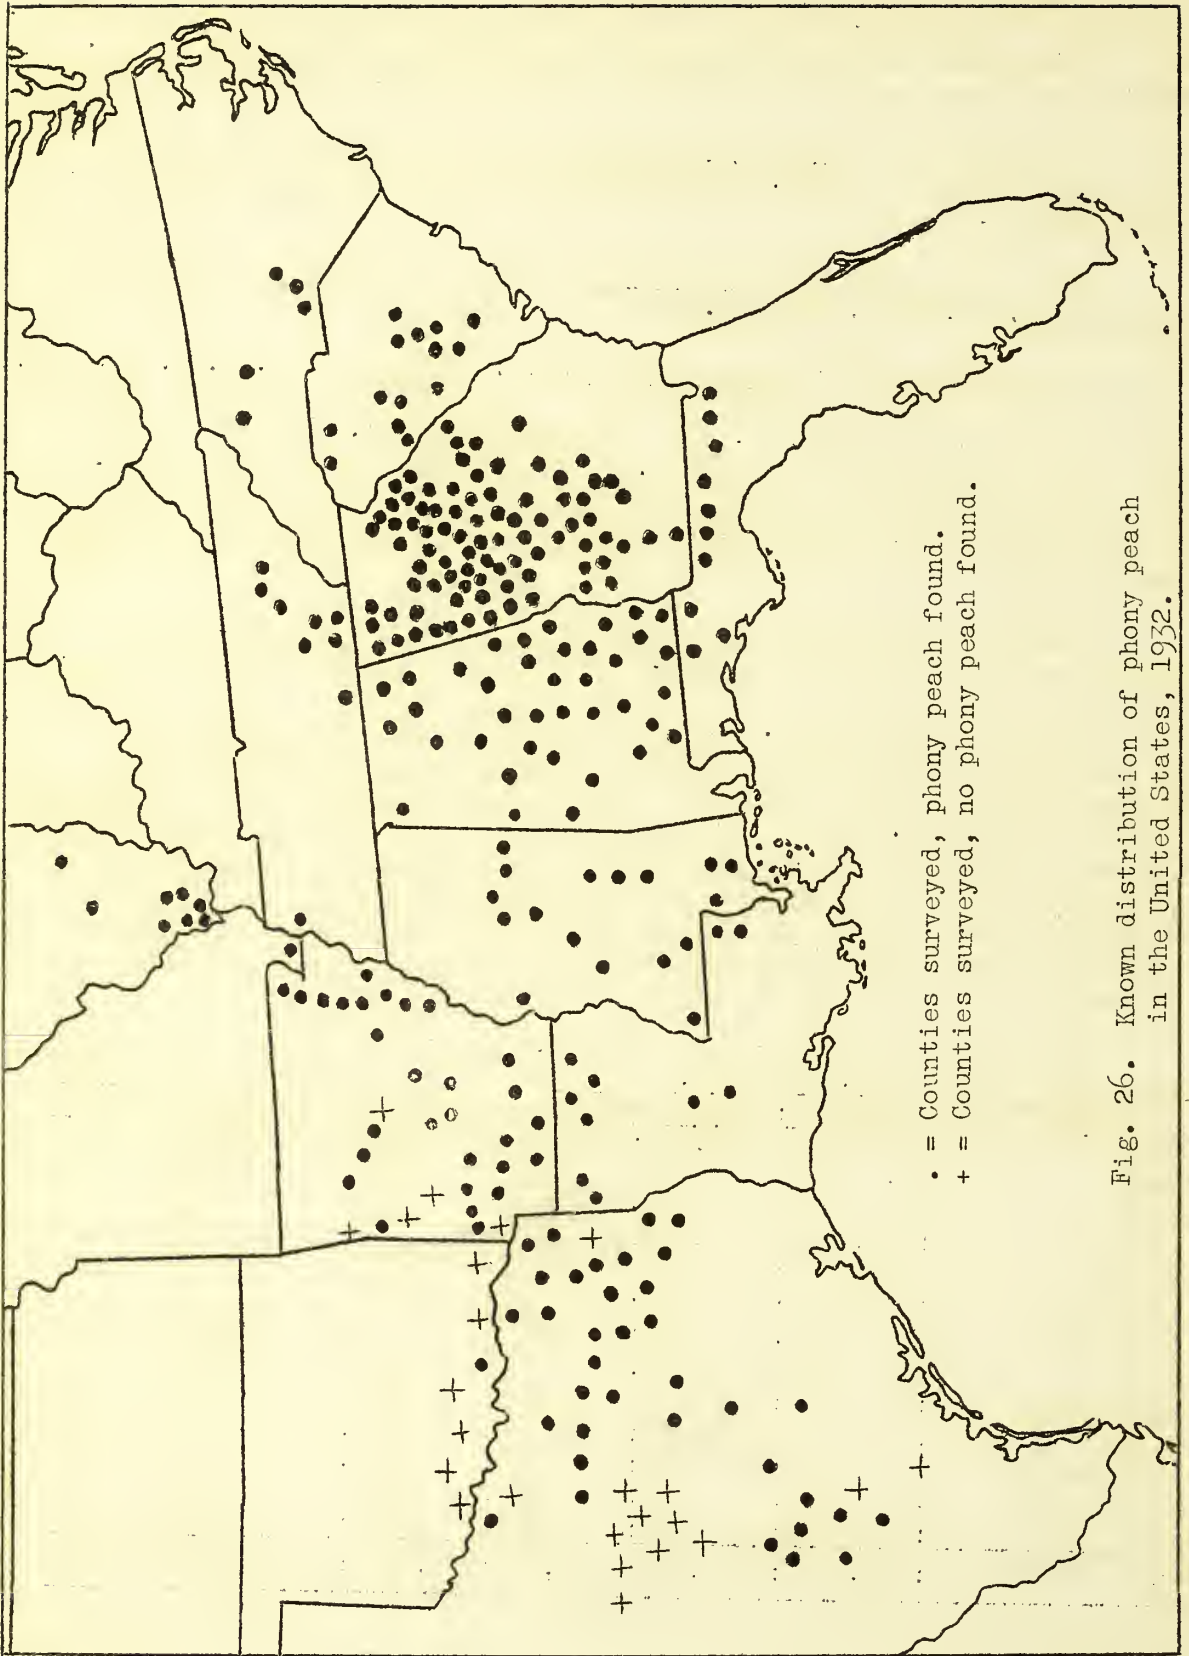 • = Counties surveyed, phony peach found.
+ = Counties surveyed, no phony peach found.
Fig. 26. Known distribution of phony peach
in the United States, 1932.